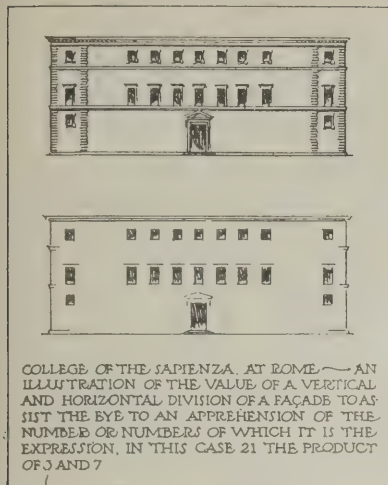 COLLEGE OF THE SAPIENZA, AT ROME — AN
ILLUSTRATION OF THE VALUE OF A VERTICAL
AND HORIZONTAL DIVISION OF A FAÇADE TO AS-
SIST THE EYE TO AN APPREHENSION OF THE
NUMBER OR NUMBERS OF WHICH IT IS THE
EXPRESSION, IN THIS CASE 21 THE PRODUCT
OF 3 AND 7